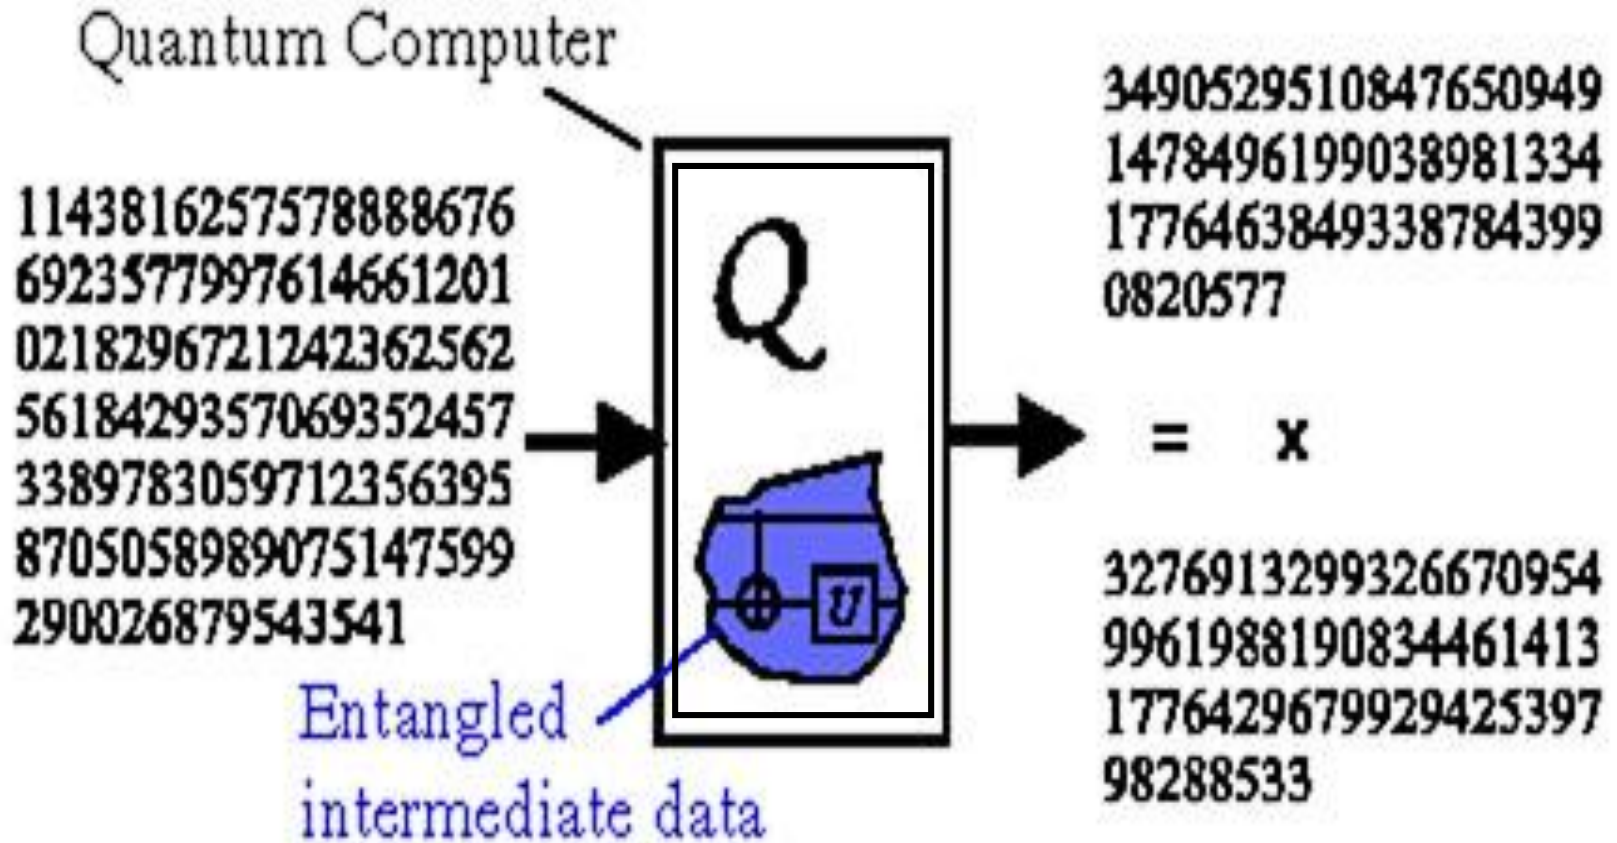 Quantum Computer
1143816257578888676
6923577997614661201
0218296721242362562
5618429357069352457
3389783059712356395
8705058989075147599
290026879543541
Q
U
Entangled
intermediate data
3490529510847650949
1478496199038981334
1776463849338784399
0820577
= x
3276913299326670954
9961988190834461413
1776429679929425397
98288533